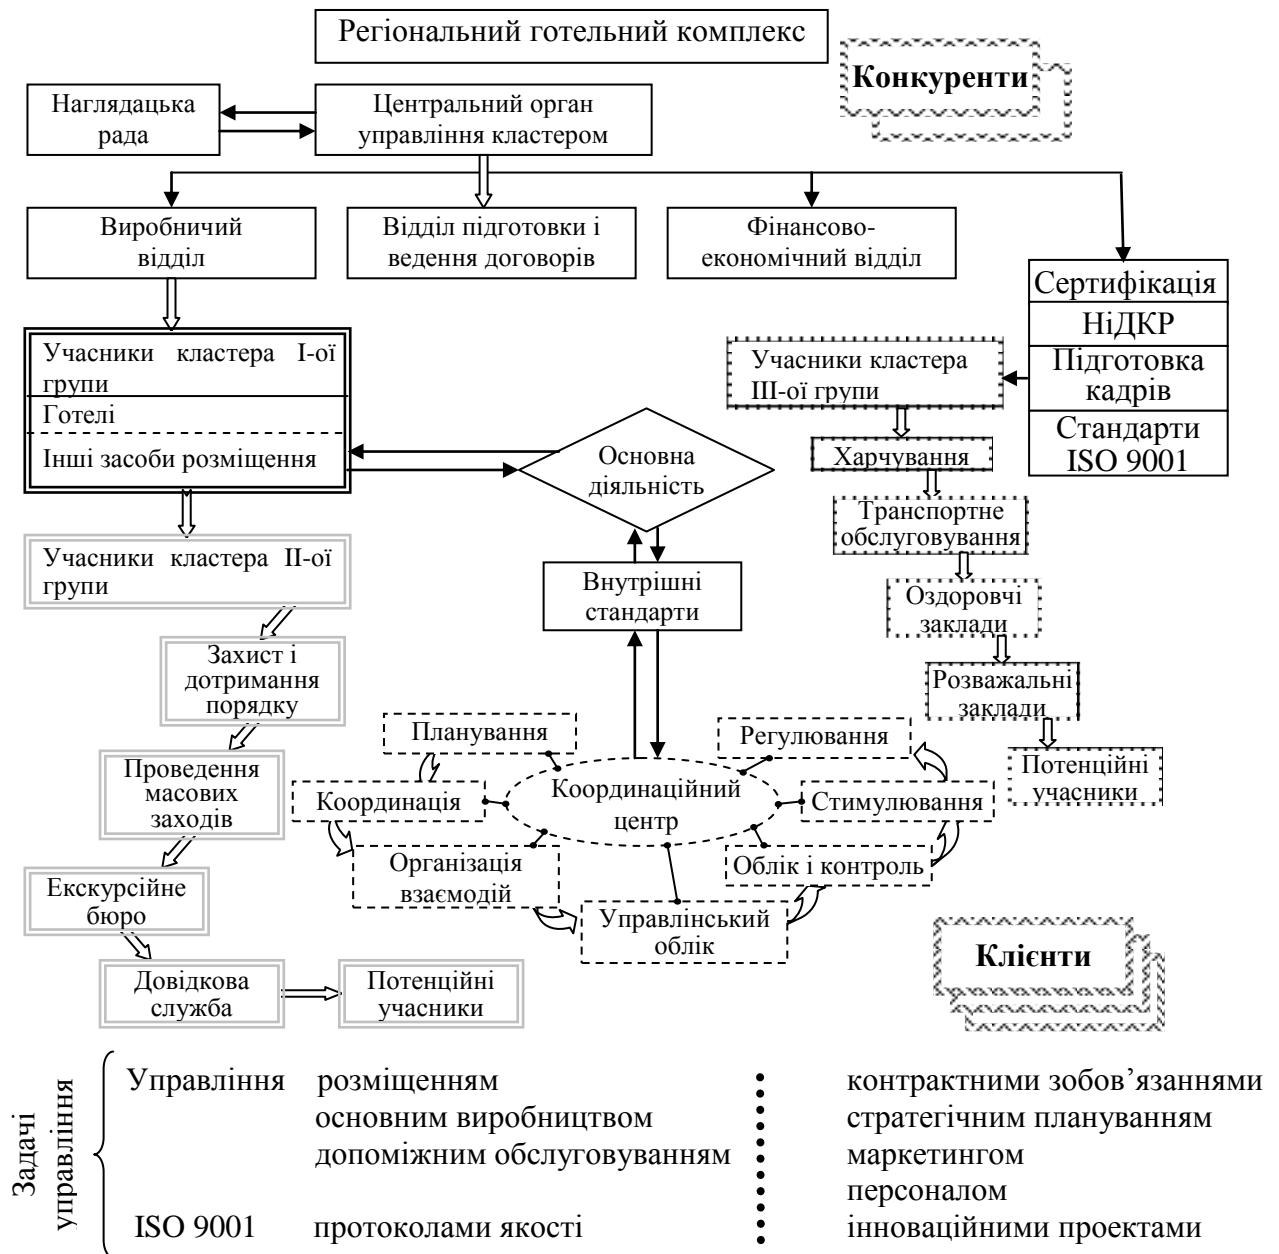 Регіональний готельний комплекс
Конкуренти
Наглядацька
рада
Центральний орган
управління кластером
Виробничий
відділ
Відділ підготовки і
ведення договорів
Фінансово-
економічний відділ
Сертифікація
НіДКР
Підготовка
кадрів
Стандарти
ISO 9001
Учасники кластера І-ої
групи
Готелі
Інші засоби розміщення
Учасники кластера
ІІІ-ої групи
Харчування
Транспортне
обслуговування
Оздоровчі
заклади
Розважальні
заклади
Потенційні
учасники
Основна
діяльність
Внутрішні
стандарти
Учасники кластера ІІ-ої
групи
Захист і
дотримання
порядку
Проведення
масових
заходів
Екскурсійне
бюро
Довідкова
служба
Потенційні
учасники
Планування
Регулювання
Координація
Координаційний
центр
Стимулювання
Організація
взаємодій
Облік і контроль
Управлінський
облік
Клієнти
Задачі
управління
Управління розміщенням контрактними зобов’язаннями
основним виробництвом стратегічним плануванням
допоміжним обслуговуванням маркетингом
персоналом
ISO 9001 протоколами якості інноваційними проектами